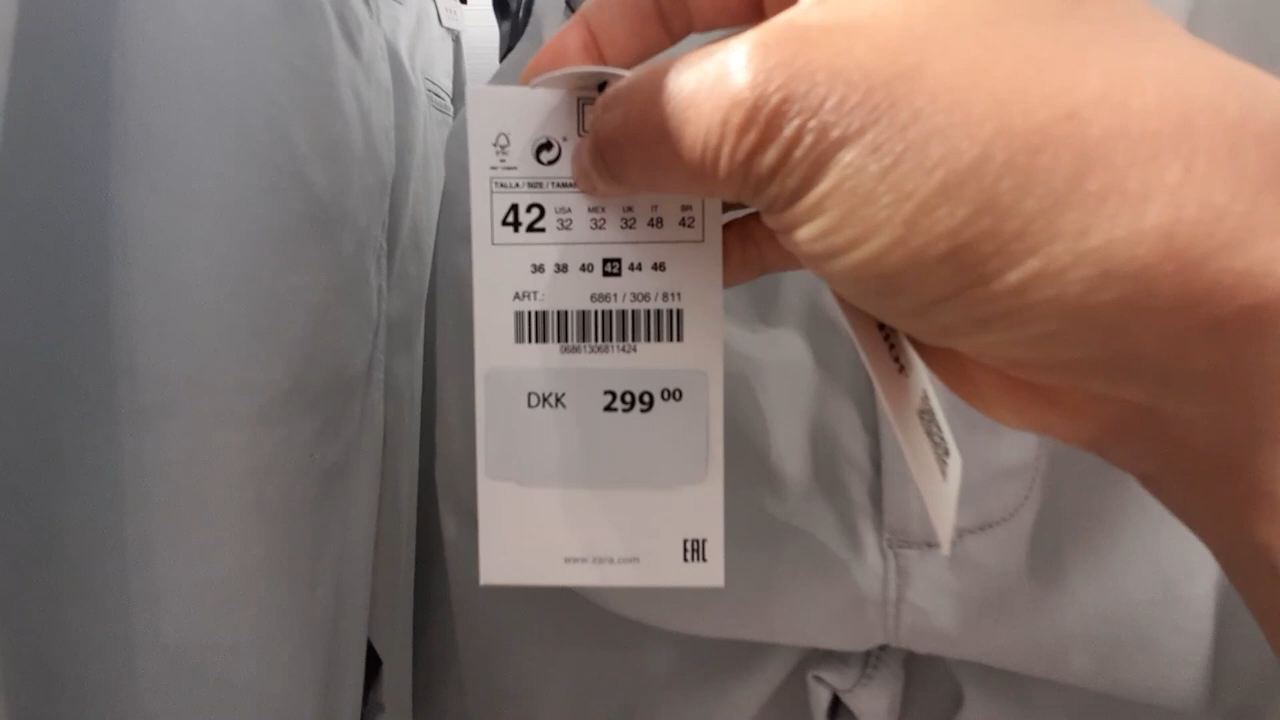 TALLA / SIZE / TAMA
42 USA 32 MEX 32 UK 32 IT 48 BR 42
36 38 40 42 44 46
ART.: 6861 / 306 / 811
06861306811424
DKK 299 00
www.zara.com
EAC